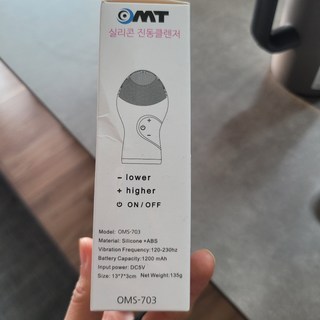 OMT
실리콘 진동클렌저
- lower
+ higher
⏻ ON / OFF
Model: OMS-703
Material: Silicone +ABS
Vibration Frequency:120-230hz
Battery Capacity:1200 mAh
Input power: DC5V
Size: 13*7*3cm Net Weight:135g
OMS-703